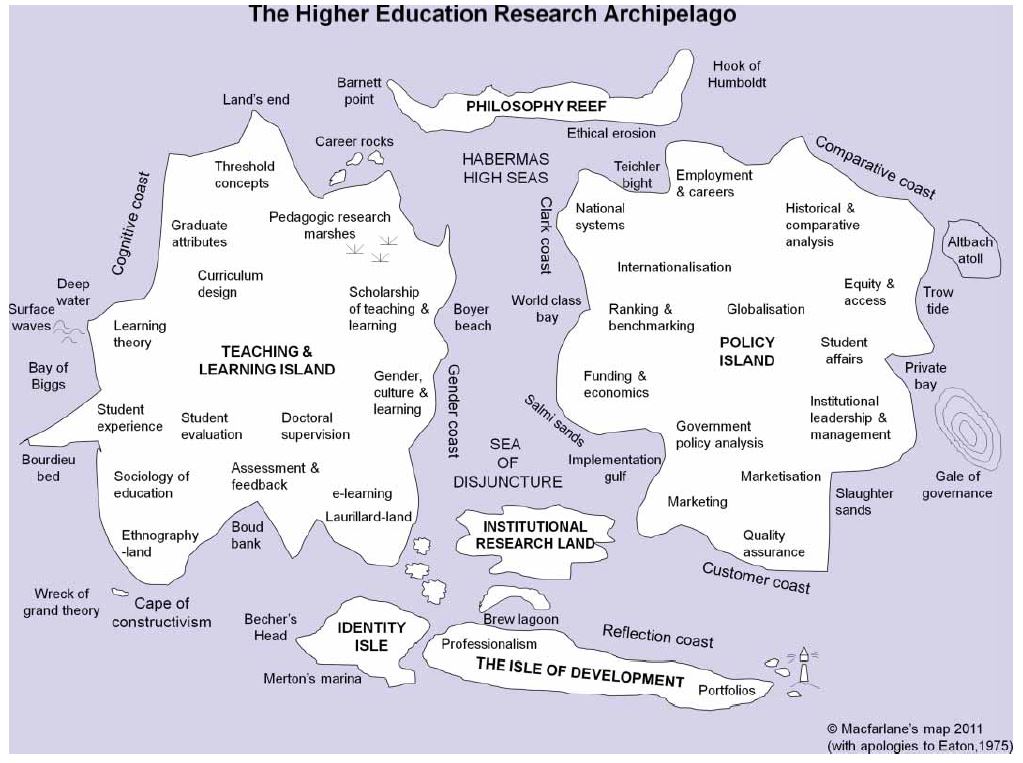 The Higher Education Research Archipelago
Barnett
point
PHILOSOPHY REEF
Hook of
Humboldt
Ethical erosion
Land's end
Career rocks
HABERMAS
HIGH SEAS
Cognitive coast
Threshold
concepts
Graduate
attributes
Pedagogic research
marshes
Curriculum
design
Scholarship
of teaching &
learning
Deep
water
Surface
waves
Learning
theory
Boyer
beach
TEACHING &
LEARNING ISLAND
Bay of
Biggs
Gender,
culture &
learning
Gender coast
Student
experience
Student
evaluation
Doctoral
supervision
Bourdieu
bed
Sociology of
education
Assessment &
feedback
e-learning
Laurillard-land
Ethnography
-land
Boud
bank
Wreck of
grand theory
Cape of
constructivism
Teichler
bight
Employment
& careers
Comparative coast
Clark coast
National
systems
Historical &
comparative
analysis
Altbach
atoll
Internationalisation
Equity &
access
Trow
tide
World class
bay
Ranking &
benchmarking
Globalisation
POLICY
ISLAND
Student
affairs
Private
bay
Funding &
economics
Institutional
leadership &
management
Salmi sands
Government
policy analysis
SEA
OF
DISJUNCTURE
Implementation
gulf
Marketisation
Gale of
governance
Marketing
Slaughter
sands
Quality
assurance
Customer coast
INSTITUTIONAL
RESEARCH LAND
Becher's
Head
IDENTITY
ISLE
Merton's marina
Brew lagoon
Reflection coast
Professionalism
THE ISLE OF DEVELOPMENT
Portfolios
© Macfarlane's map 2011
(with apologies to Eaton,1975)